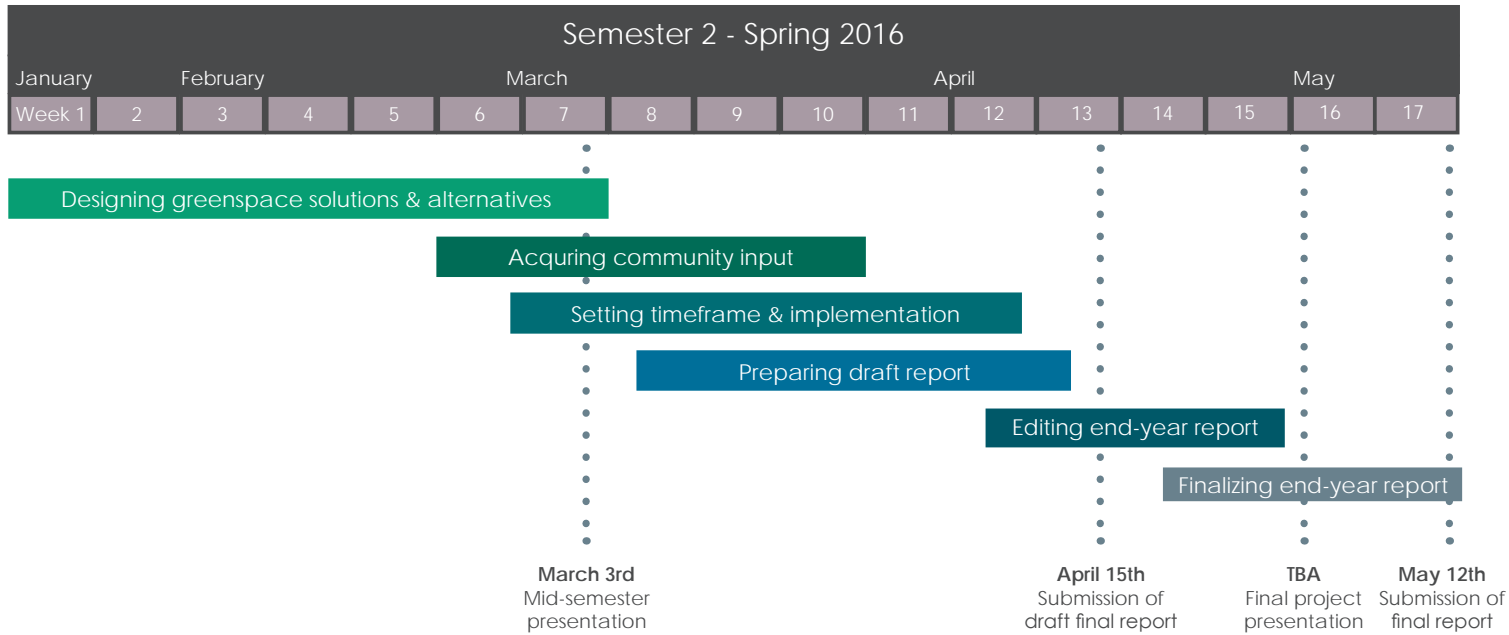 Semester 2 - Spring 2016
January February March April May
Week 1 2 3 4 5 6 7 8 9 10 11 12 13 14 15 16 17
Designing greenspace solutions & alternatives
Acquring community input
Setting timeframe & implementation
Preparing draft report
Editing end-year report
Finalizing end-year report
March 3rd
Mid-semester
presentation
April 15th
Submission of
draft final report
TBA
Final project
presentation
May 12th
Submission of
final report